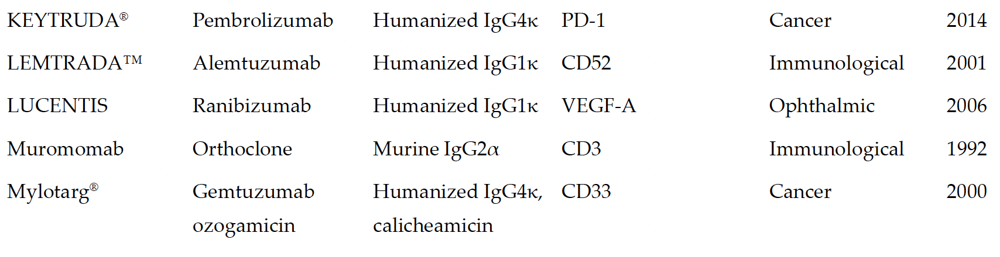 KEYTRUDA® Pembrolizumab Humanized IgG4κ PD-1 Cancer 2014
LEMTRADA™ Alemtuzumab Humanized IgG1κ CD52 Immunological 2001
LUCENTIS Ranibizumab Humanized IgG1κ VEGF-A Ophthalmic 2006
Muromomab Orthoclone Murine IgG2α CD3 Immunological 1992
Mylotarg® Gemtuzumab Humanized IgG4κ, CD33 Cancer 2000
ozogamicin calicheamicin